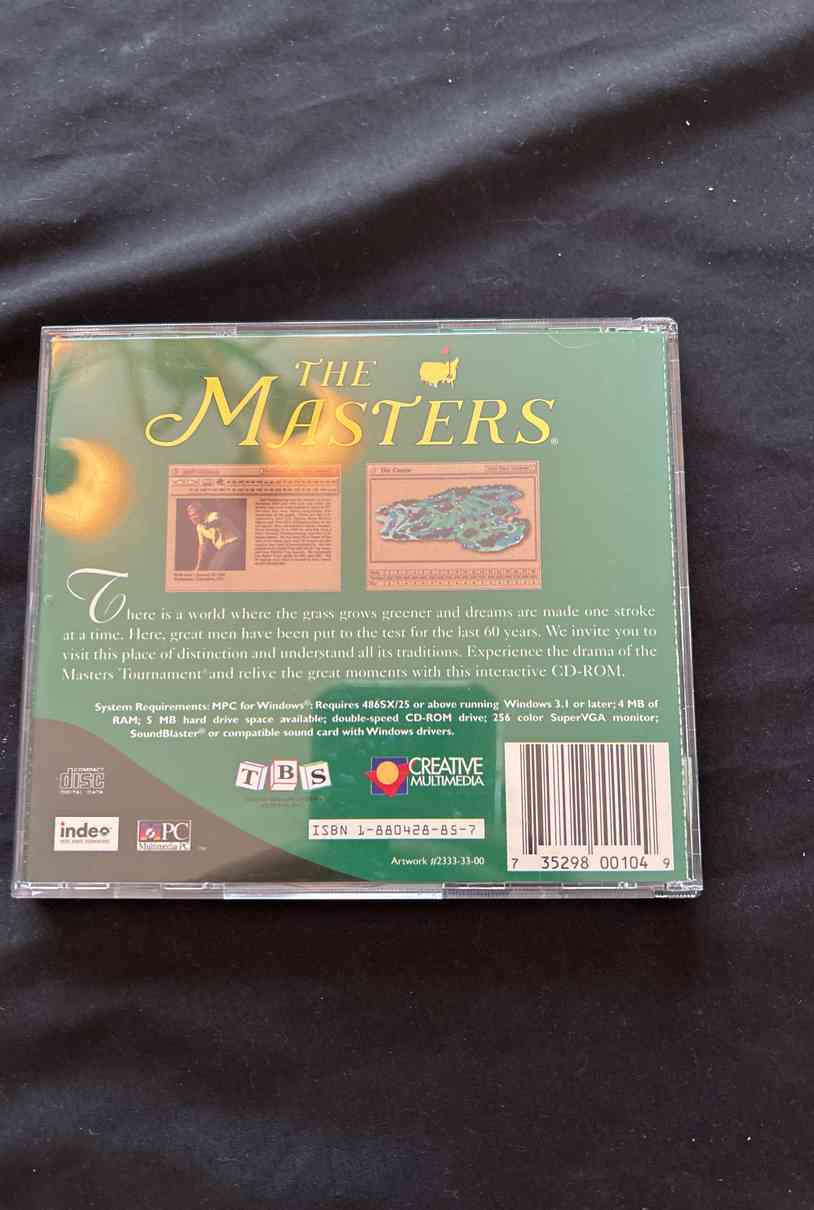 THE
MASTERS®
The Course
There is a world where the grass grows greener and dreams are made one stroke
at a time. Here, great men have been put to the test for the last 60 years. We invite you to
visit this place of distinction and understand all its traditions. Experience the drama of the
Masters Tournament® and relive the great moments with this interactive CD-ROM.
System Requirements: MPC for Windows®: Requires 486SX/25 or above running Windows 3.1 or later; 4 MB of
RAM; 5 MB hard drive space available; double-speed CD-ROM drive; 256 color SuperVGA monitor;
SoundBlaster® or compatible sound card with Windows drivers.
COMPACT
disc
DIGITAL DATA
TBS
CREATIVE
MULTIMEDIA
indeo
MPC
Multimedia PC
™
ISBN 1-880428-85-7
Artwork #2333-33-00
7 35298 00104 9